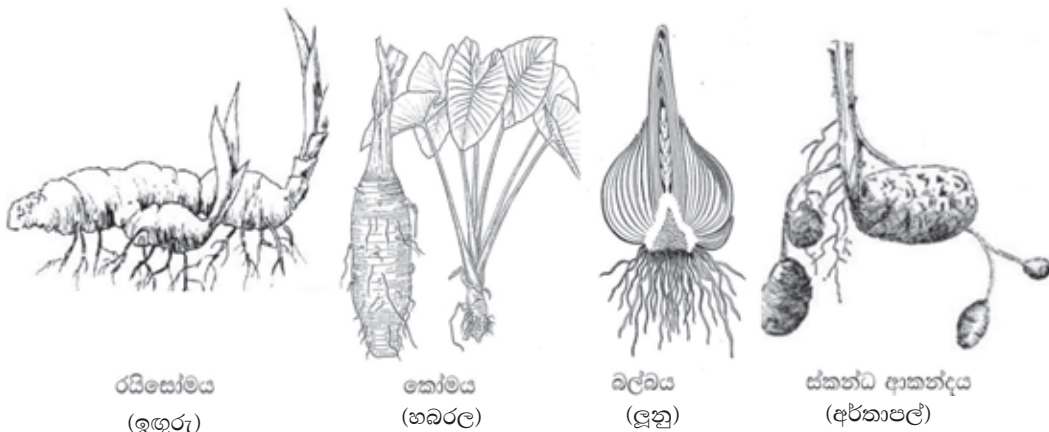 රයිසෝමය
(ඉඟුරු)
කෝමය
(හබරල)
බල්බය
(ලූනු)
ස්කන්ධ ආකන්දය
(අර්තාපල්)